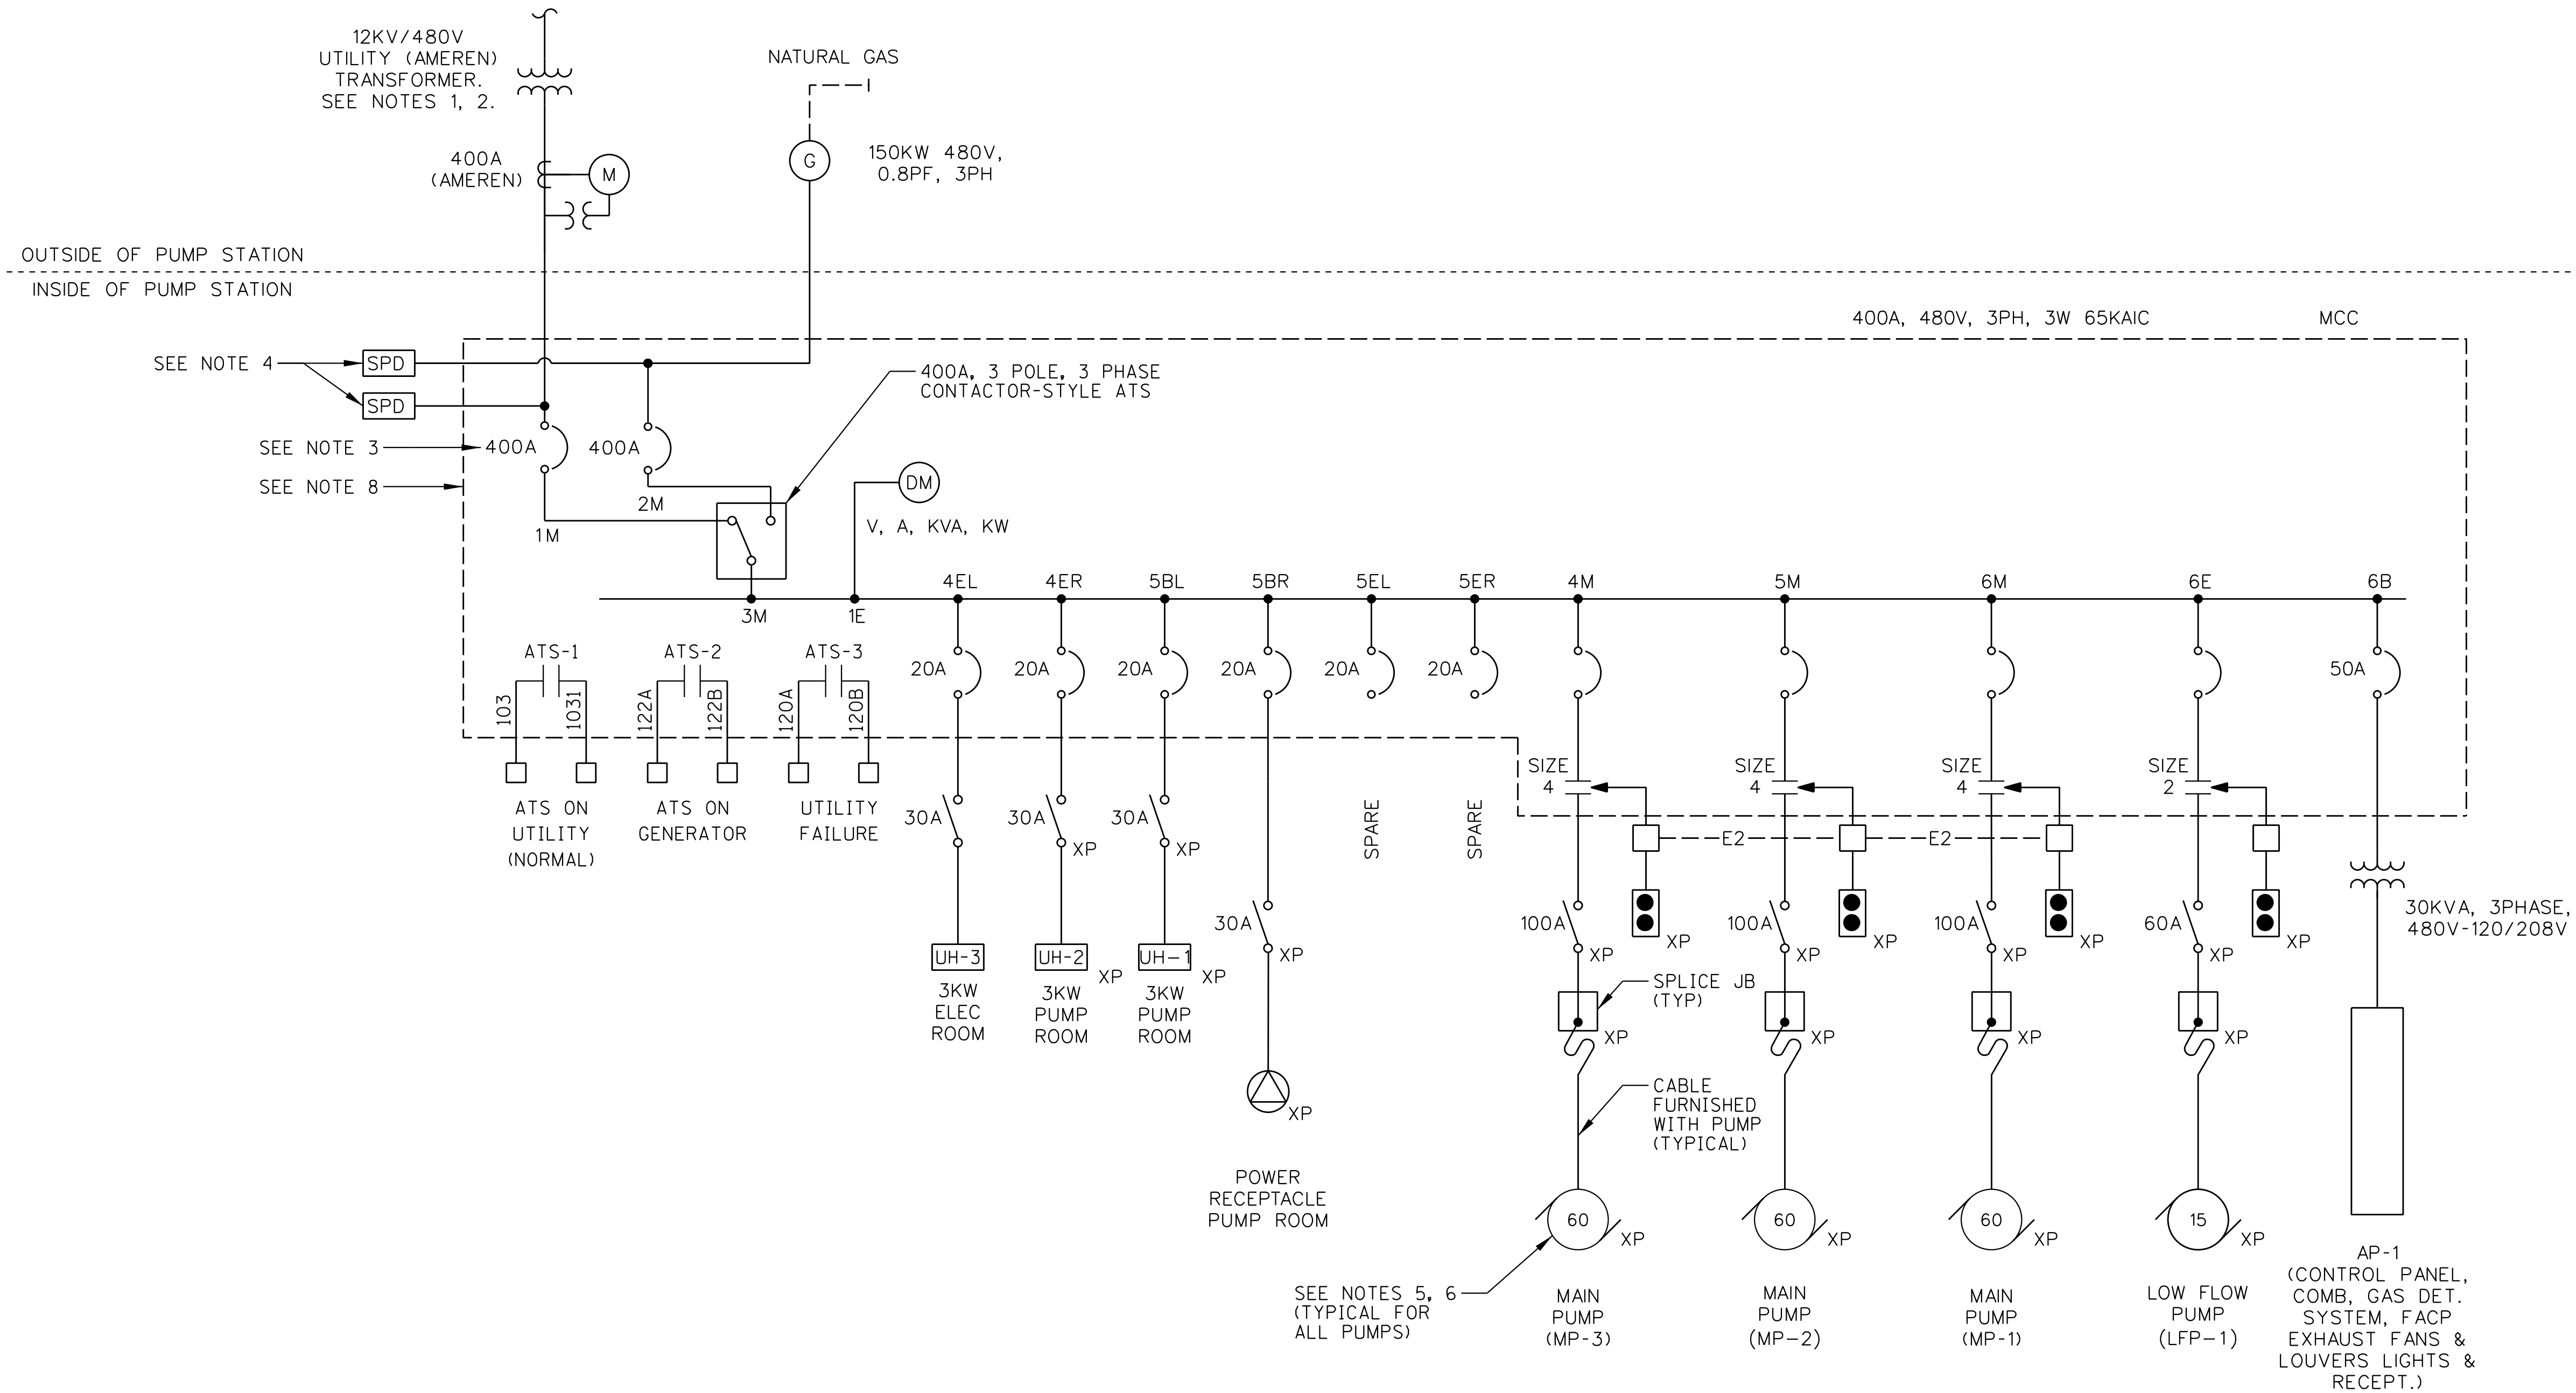 12KV/480V
UTILITY (AMEREN)
TRANSFORMER.
SEE NOTES 1, 2.
NATURAL GAS
400A
(AMEREN)
M
G
150KW 480V,
0.8PF, 3PH
OUTSIDE OF PUMP STATION
INSIDE OF PUMP STATION
400A, 480V, 3PH, 3W 65KAIC
MCC
SEE NOTE 4
SPD
SPD
400A, 3 POLE, 3 PHASE
CONTACTOR-STYLE ATS
SEE NOTE 3
400A
400A
SEE NOTE 8
2M
1M
DM
V, A, KVA, KW
3M
1E
4EL
4ER
5BL
5BR
5EL
5ER
4M
5M
6M
6E
6B
ATS-1
ATS-2
ATS-3
103
1031
122A
122B
120A
120B
20A
20A
20A
20A
20A
20A
50A
ATS ON
UTILITY
(NORMAL)
ATS ON
GENERATOR
UTILITY
FAILURE
SIZE
4
SIZE
4
SIZE
4
SIZE
2
30A
30A
XP
30A
XP
SPARE
SPARE
E2
E2
30A
XP
100A
XP
XP
100A
XP
XP
100A
XP
XP
60A
XP
XP
30KVA, 3PHASE,
480V-120/208V
UH-3
3KW
ELEC
ROOM
UH-2
XP
3KW
PUMP
ROOM
UH-1
XP
3KW
PUMP
ROOM
SPLICE JB
(TYP)
XP
XP
XP
XP
XP
CABLE
FURNISHED
WITH PUMP
(TYPICAL)
POWER
RECEPTACLE
PUMP ROOM
60
XP
60
XP
60
XP
15
XP
SEE NOTES 5, 6
(TYPICAL FOR
ALL PUMPS)
MAIN
PUMP
(MP-3)
MAIN
PUMP
(MP-2)
MAIN
PUMP
(MP-1)
LOW FLOW
PUMP
(LFP-1)
AP-1
(CONTROL PANEL,
COMB, GAS DET.
SYSTEM, FACP
EXHAUST FANS &
LOUVERS LIGHTS &
RECEPT.)